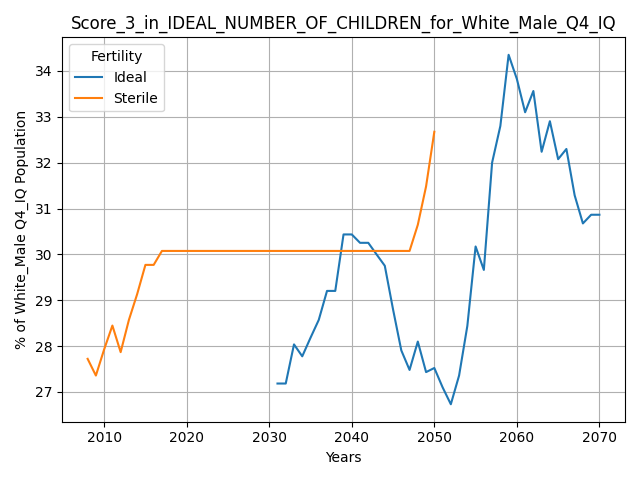 Score_3_in_IDEAL_NUMBER_OF_CHILDREN_for_White_Male_Q4_IQ
Fertility
Ideal
Sterile
% of White_Male Q4_IQ Population
34
33
32
31
30
29
28
27
2010
2020
2030
2040
2050
2060
2070
Years